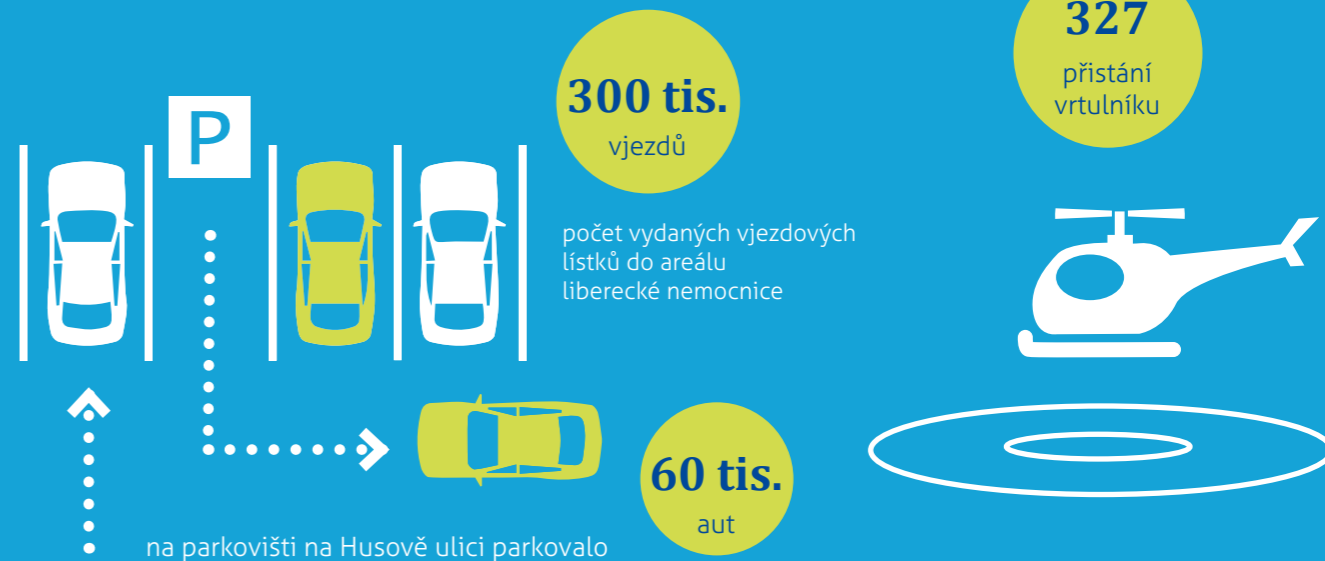 327
přistání
vrtulníku
P
300 tis.
vjezdů
počet vydaných vjezdových
lístků do areálu
liberecké nemocnice
60 tis.
aut
na parkovišti na Husově ulici parkovalo